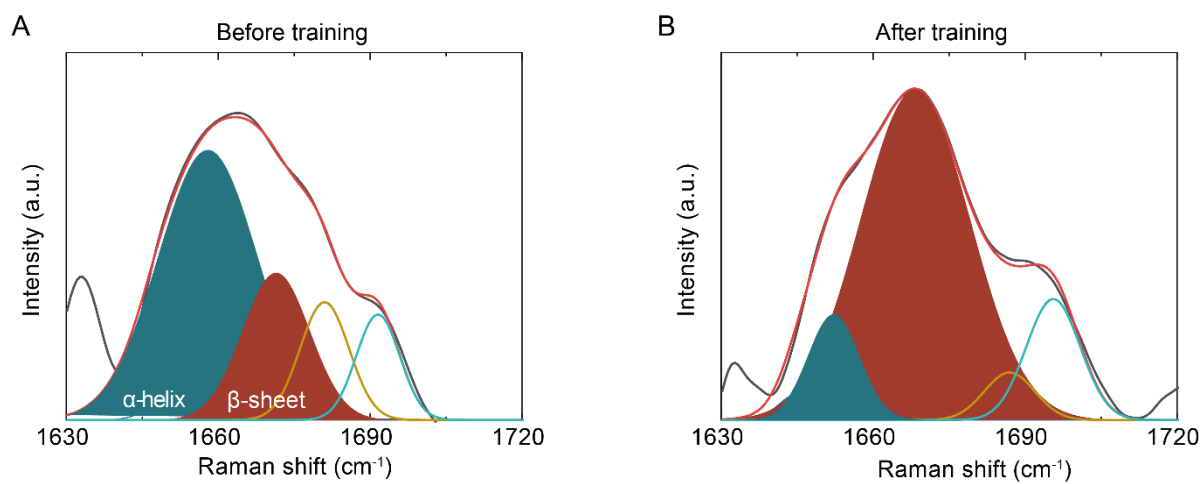 A
Before training
Intensity (a.u.)
α-helix
β-sheet
1630
1660
1690
1720
Raman shift (cm⁻¹)
B
After training
Intensity (a.u.)
1630
1660
1690
1720
Raman shift (cm⁻¹)